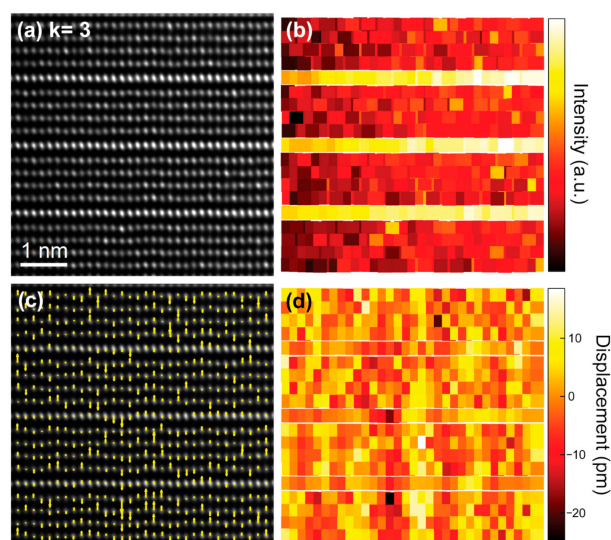 (a) k= 3
(b)
1 nm
Intensity (a.u.)
(c)
(d)
10
0
-10
-20
Displacement (pm)